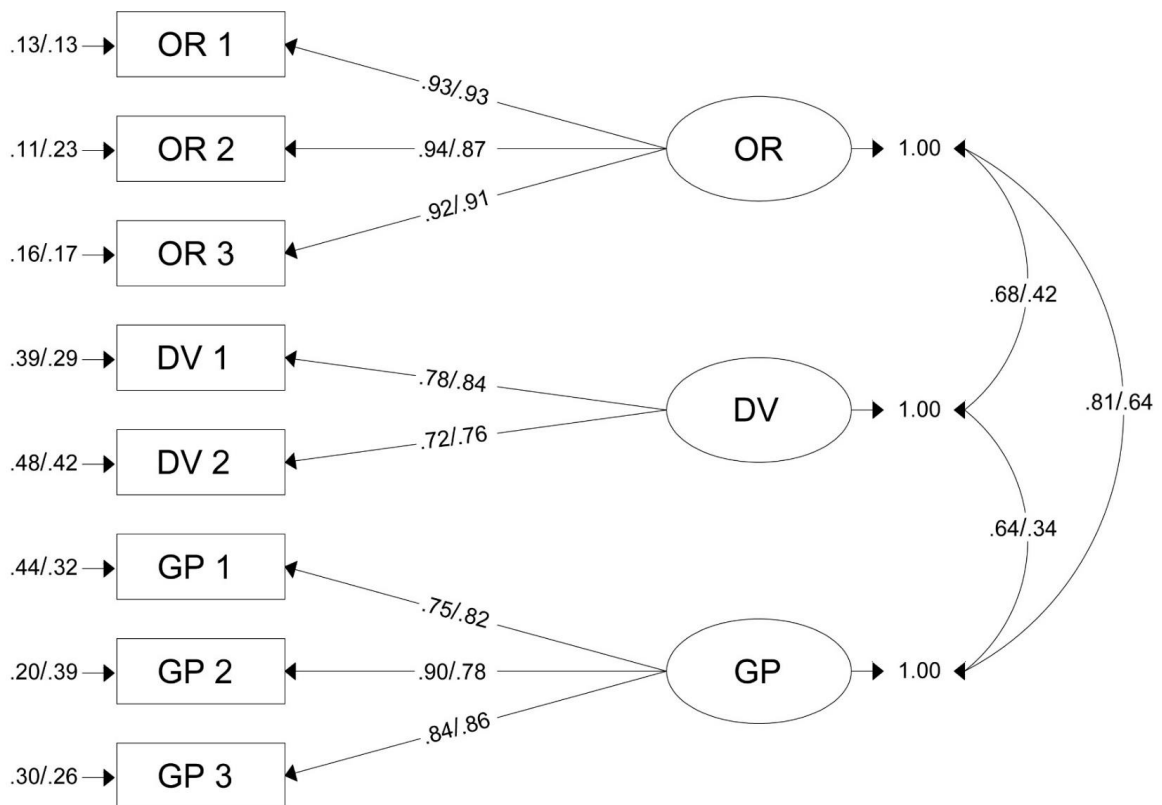 .13/.13
OR 1
.93/.93
.11/.23
OR 2
.94/.87
OR
1.00
.16/.17
OR 3
.92/.91
.68/.42
.39/.29
DV 1
.78/.84
DV
1.00
.81/.64
.48/.42
DV 2
.72/.76
.64/.34
.44/.32
GP 1
.75/.82
.20/.39
GP 2
.90/.78
GP
1.00
.30/.26
GP 3
.84/.86